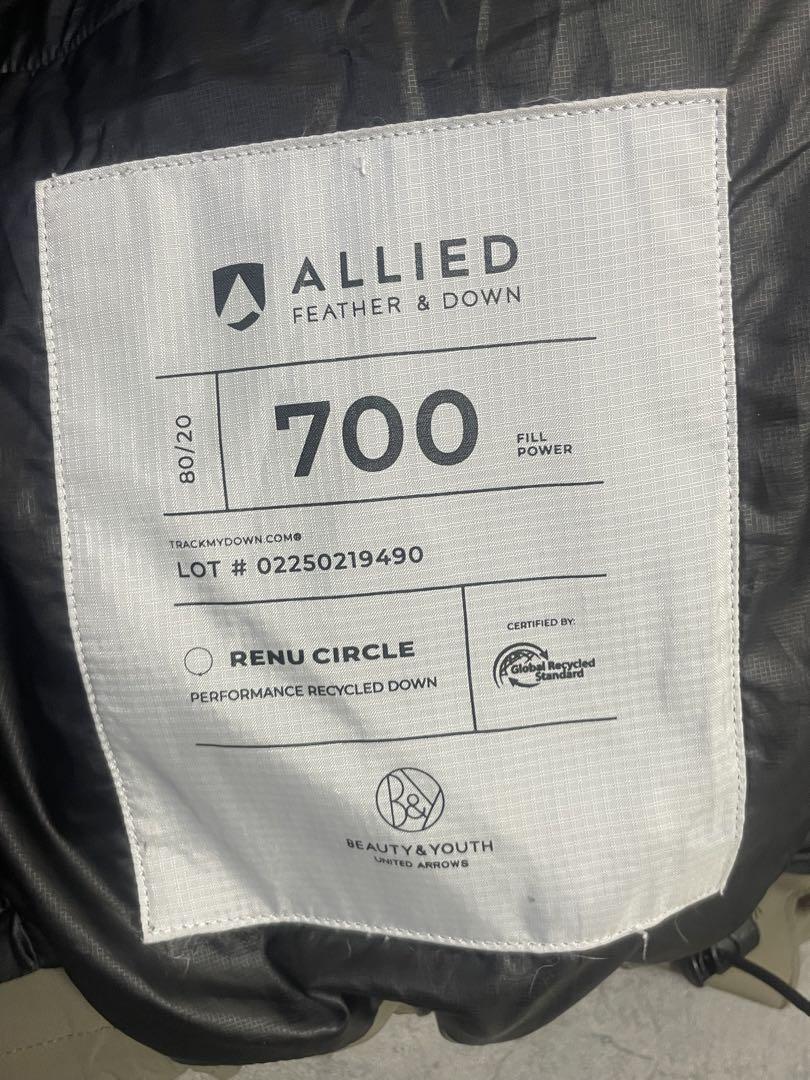 ALLIED
FEATHER & DOWN
80/20
700
FILL
POWER
TRACKMYDOWN.COM®
LOT # 02250219490
RENU CIRCLE
PERFORMANCE RECYCLED DOWN
CERTIFIED BY:
Global Recycled
Standard
B&Y
BEAUTY&YOUTH
UNITED ARROWS